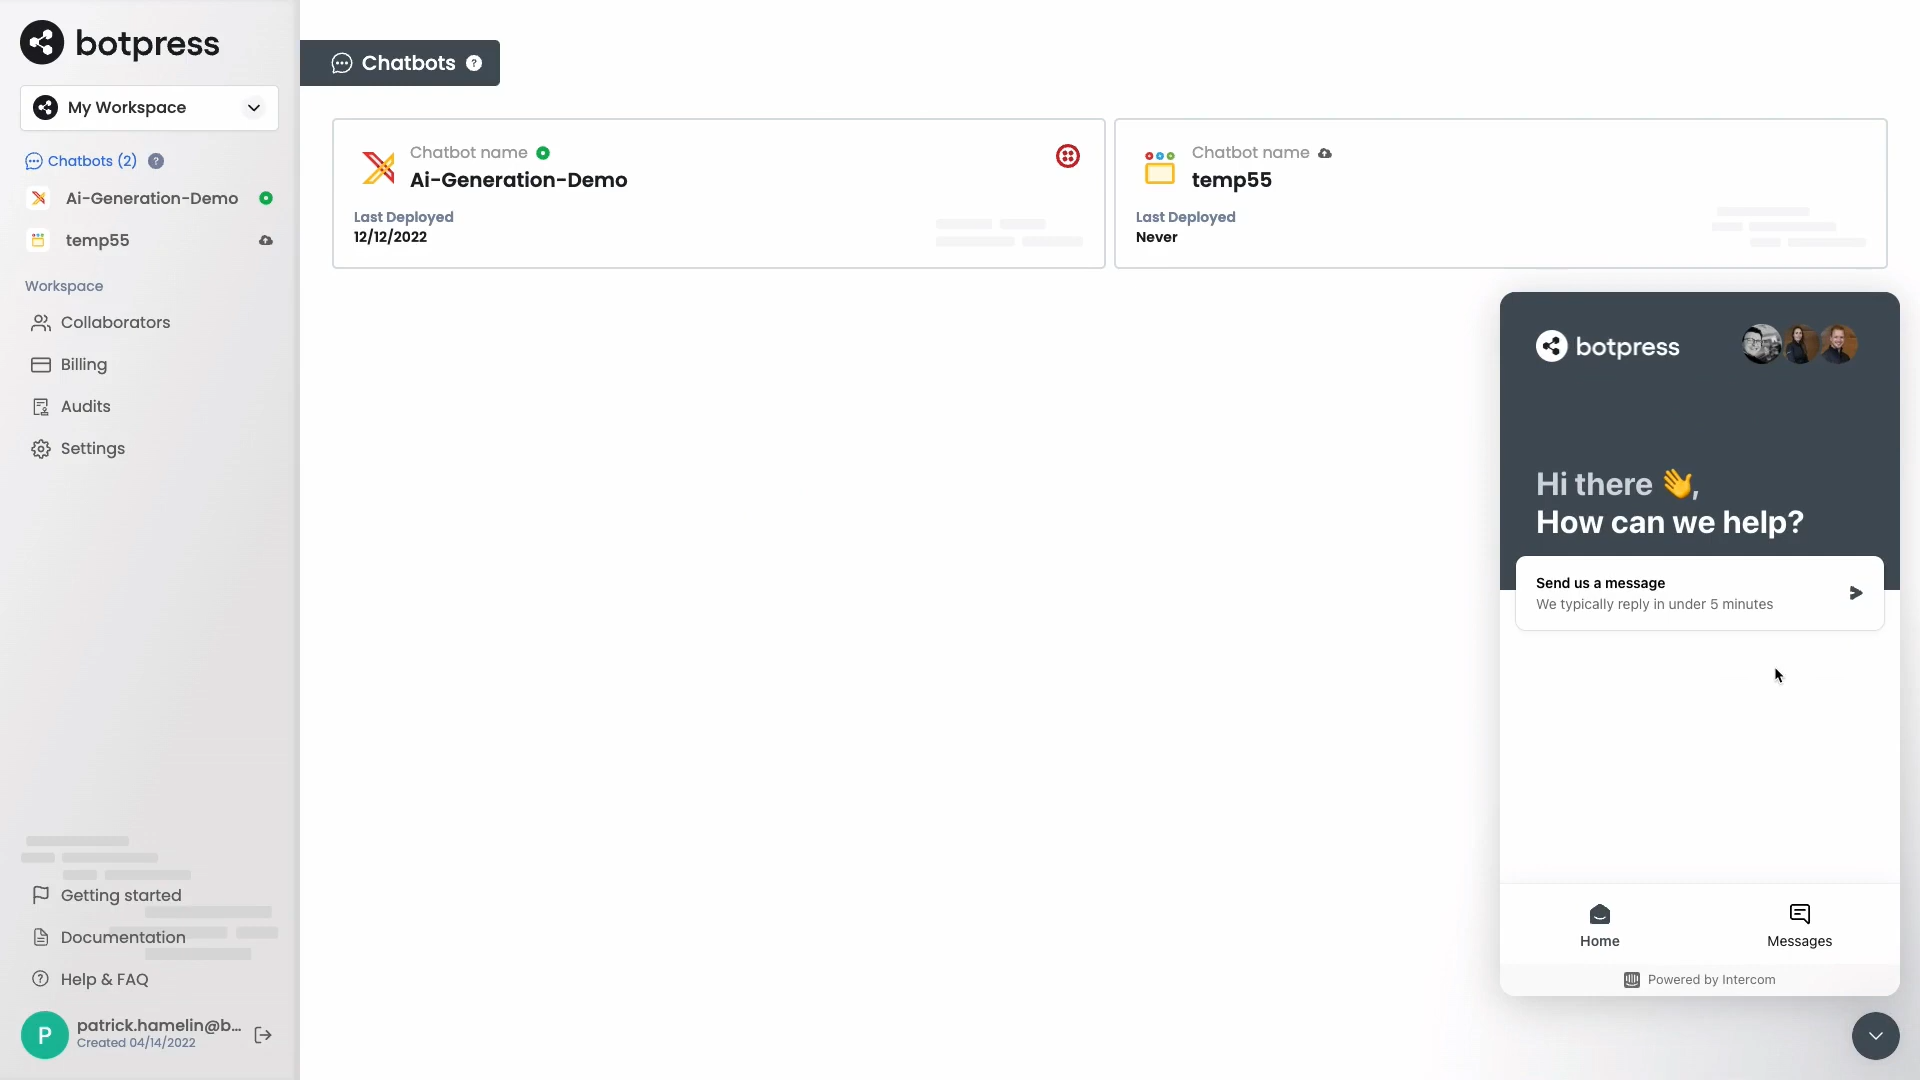 botpress
My Workspace
Chatbots (2) ?
Ai-Generation-Demo
temp55
Workspace
Collaborators
Billing
Audits
Settings
Getting started
Documentation
Help & FAQ
P
patrick.hamelin@b...
Created 04/14/2022
Chatbots ?
Chatbot name
Ai-Generation-Demo
Last Deployed
12/12/2022
Chatbot name
temp55
Last Deployed
Never
botpress
Hi there 👋,
How can we help?
Send us a message
We typically reply in under 5 minutes
Home
Messages
Powered by Intercom